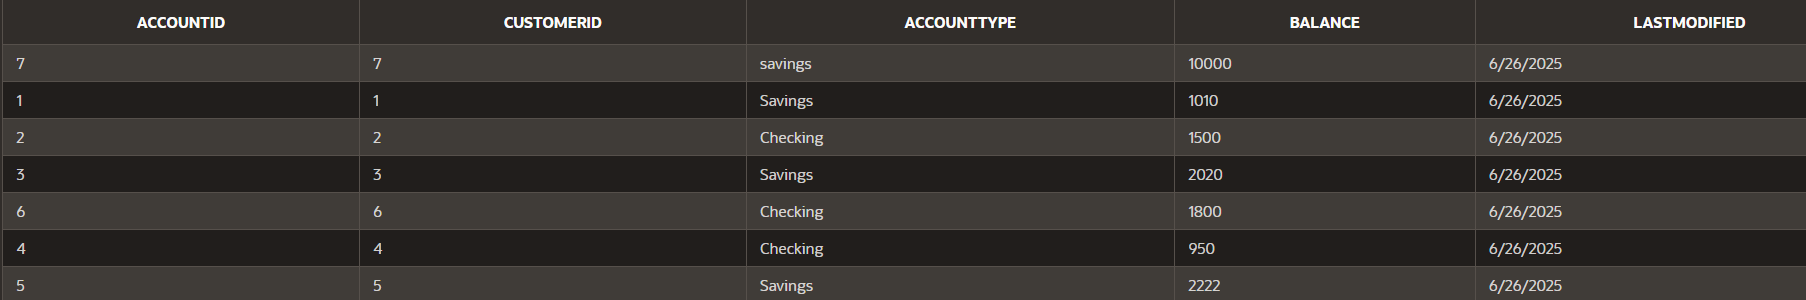 ACCOUNTID CUSTOMERID ACCOUNTTYPE BALANCE LASTMODIFIED
7 7 savings 10000 6/26/2025
1 1 Savings 1010 6/26/2025
2 2 Checking 1500 6/26/2025
3 3 Savings 2020 6/26/2025
6 6 Checking 1800 6/26/2025
4 4 Checking 950 6/26/2025
5 5 Savings 2222 6/26/2025